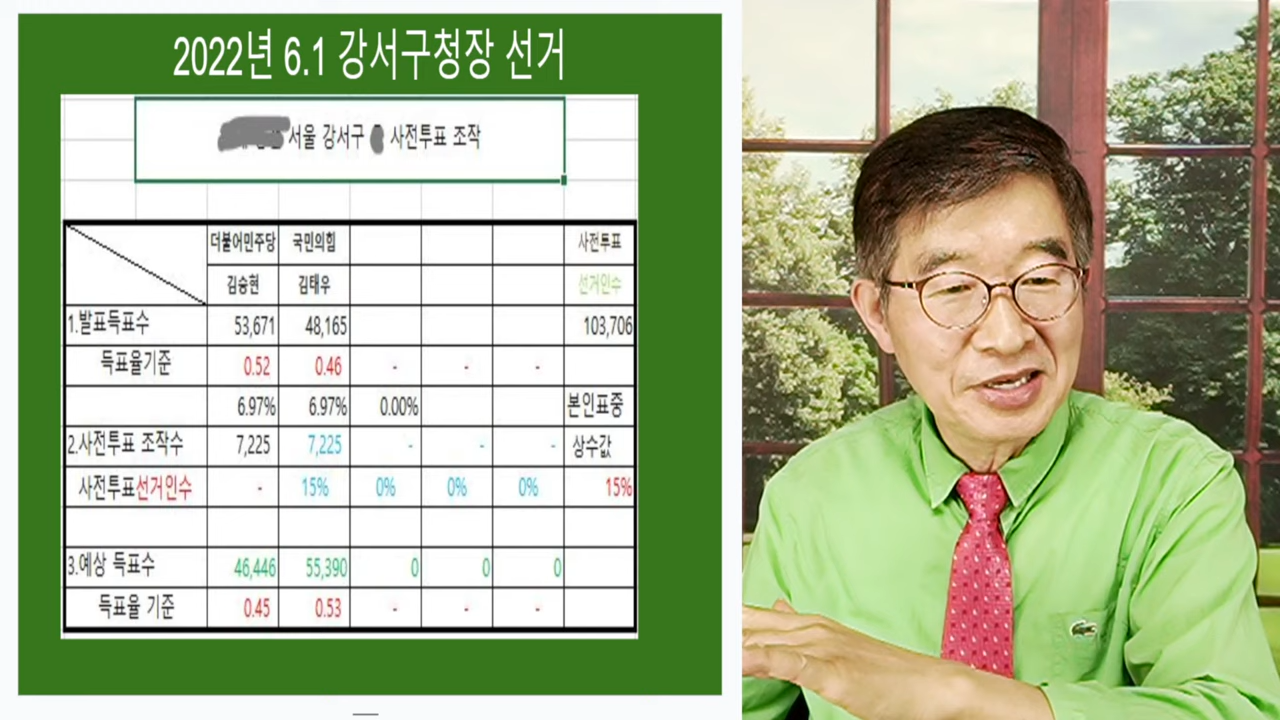 2022년 6.1 강서구청장 선거
서울 강서구 사전투표 조작
더불어민주당 국민의힘 사전투표
김승현 김태우 선거인수
1.발표득표수 53,671 48,165 103,706
득표율기준 0.52 0.46 - - -
6.97% 6.97% 0.00% 본인표중
2.사전투표 조작수 7,225 7,225 - - - 상수값
사전투표선거인수 - 15% 0% 0% 0% 15%
3.예상 득표수 46,446 55,390 0 0 0
득표율 기준 0.45 0.53 - - -